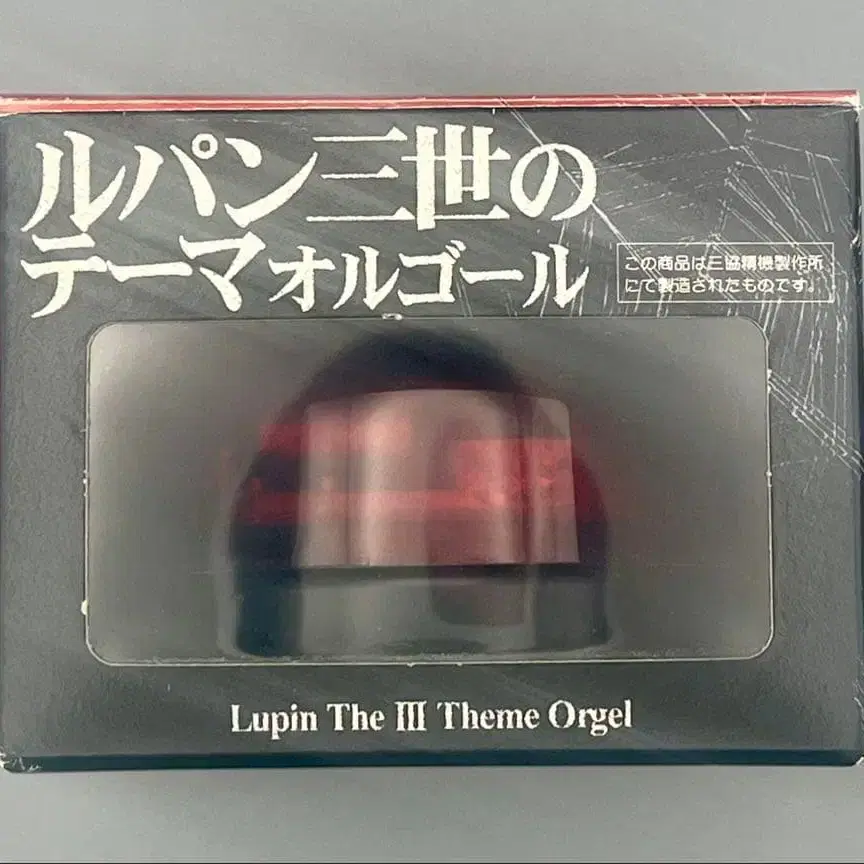 ルパン三世の
テーマオルゴール
この商品は三協精機製作所
にて製造されたものです。
Lupin The III Theme Orgel